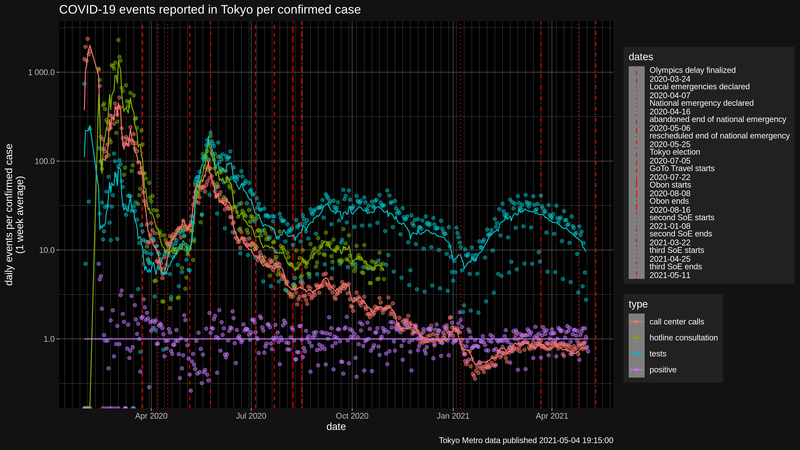 COVID-19 events reported in Tokyo per confirmed case
daily events per confirmed case
(1 week average)
1 000.0
100.0
10.0
1.0
Apr 2020
Jul 2020
Oct 2020
Jan 2021
Apr 2021
date
Tokyo Metro data published 2021-05-04 19:15:00
dates
Olympics delay finalized
2020-03-24
Local emergencies declared
2020-04-07
National emergency declared
2020-04-16
abandoned end of national emergency
2020-05-06
rescheduled end of national emergency
2020-05-25
Tokyo election
2020-07-05
GoTo Travel starts
2020-07-22
Obon starts
2020-08-08
Obon ends
2020-08-16
second SoE starts
2021-01-08
second SoE ends
2021-03-22
third SoE starts
2021-04-25
third SoE ends
2021-05-11
type
call center calls
hotline consultation
tests
positive